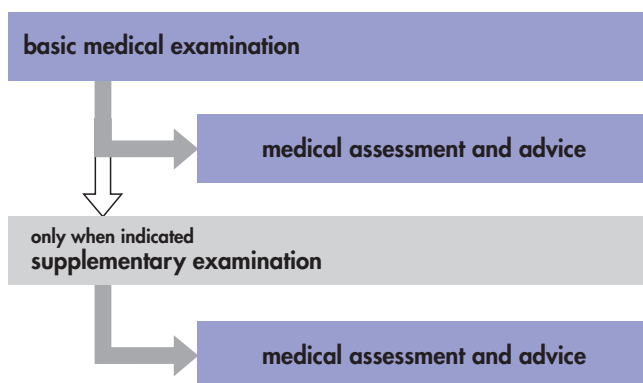 basic medical examination
medical assessment and advice
only when indicated
supplementary examination
medical assessment and advice